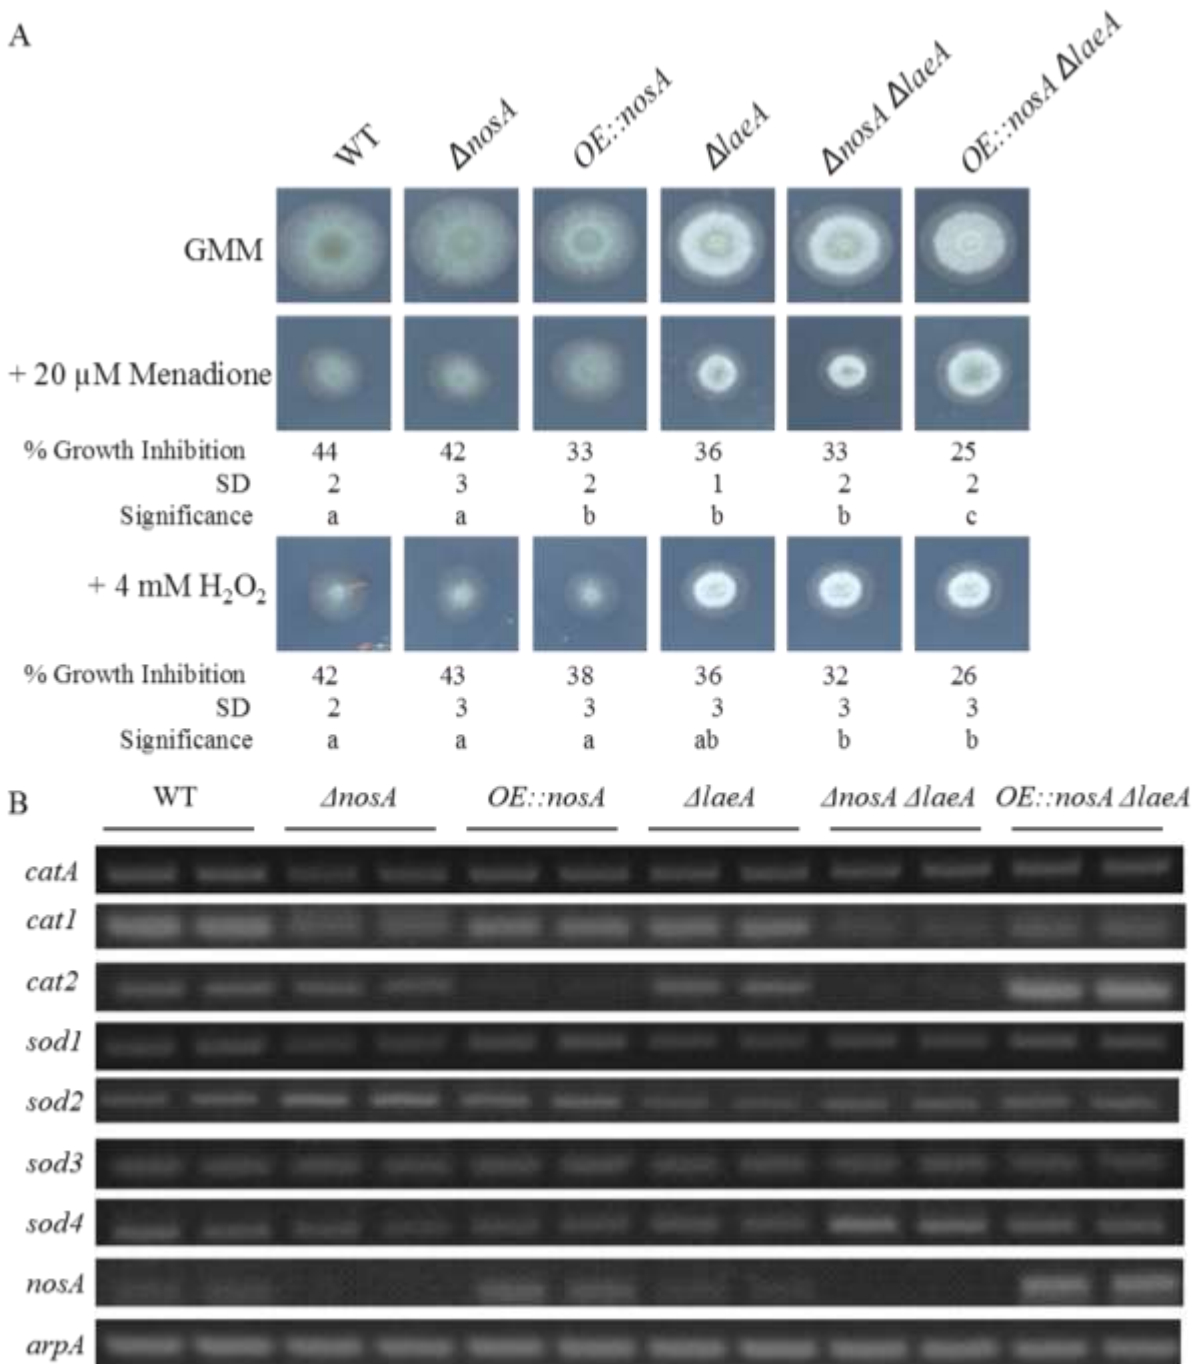 A
WT ΔnosA OE::nosA ΔlaeA ΔnosA ΔlaeA OE::nosA ΔlaeA
GMM
+ 20 µM Menadione
% Growth Inhibition 44 42 33 36 33 25
SD 2 3 2 1 2 2
Significance a a b b b c
+ 4 mM H₂O₂
% Growth Inhibition 42 43 38 36 32 26
SD 2 3 3 3 3 3
Significance a a a ab b b
B WT ΔnosA OE::nosA ΔlaeA ΔnosA ΔlaeA OE::nosA ΔlaeA
catA
cat1
cat2
sod1
sod2
sod3
sod4
nosA
arpA